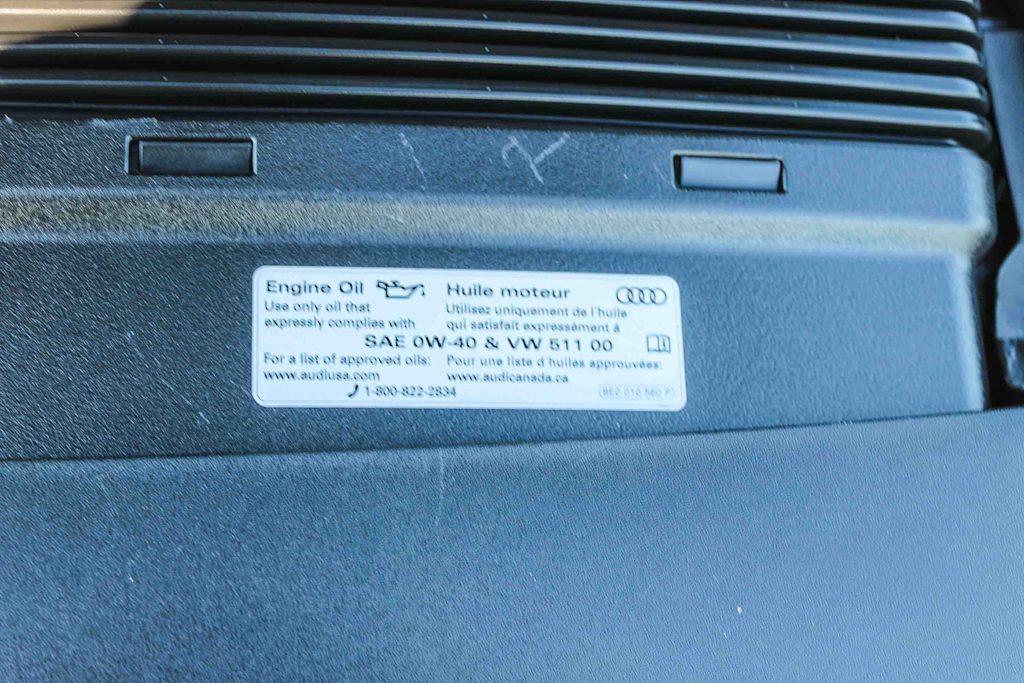 Engine Oil
Use only oil that
expressly complies with
Huile moteur
Utilisez uniquement de l'huile
qui satisfait expressément à
SAE 0W-40 & VW 511 00
For a list of approved oils:
www.audiusa.com
Pour une liste d'huiles approuvées:
www.audicanada.ca
1-800-822-2834
8E0 010 560 P